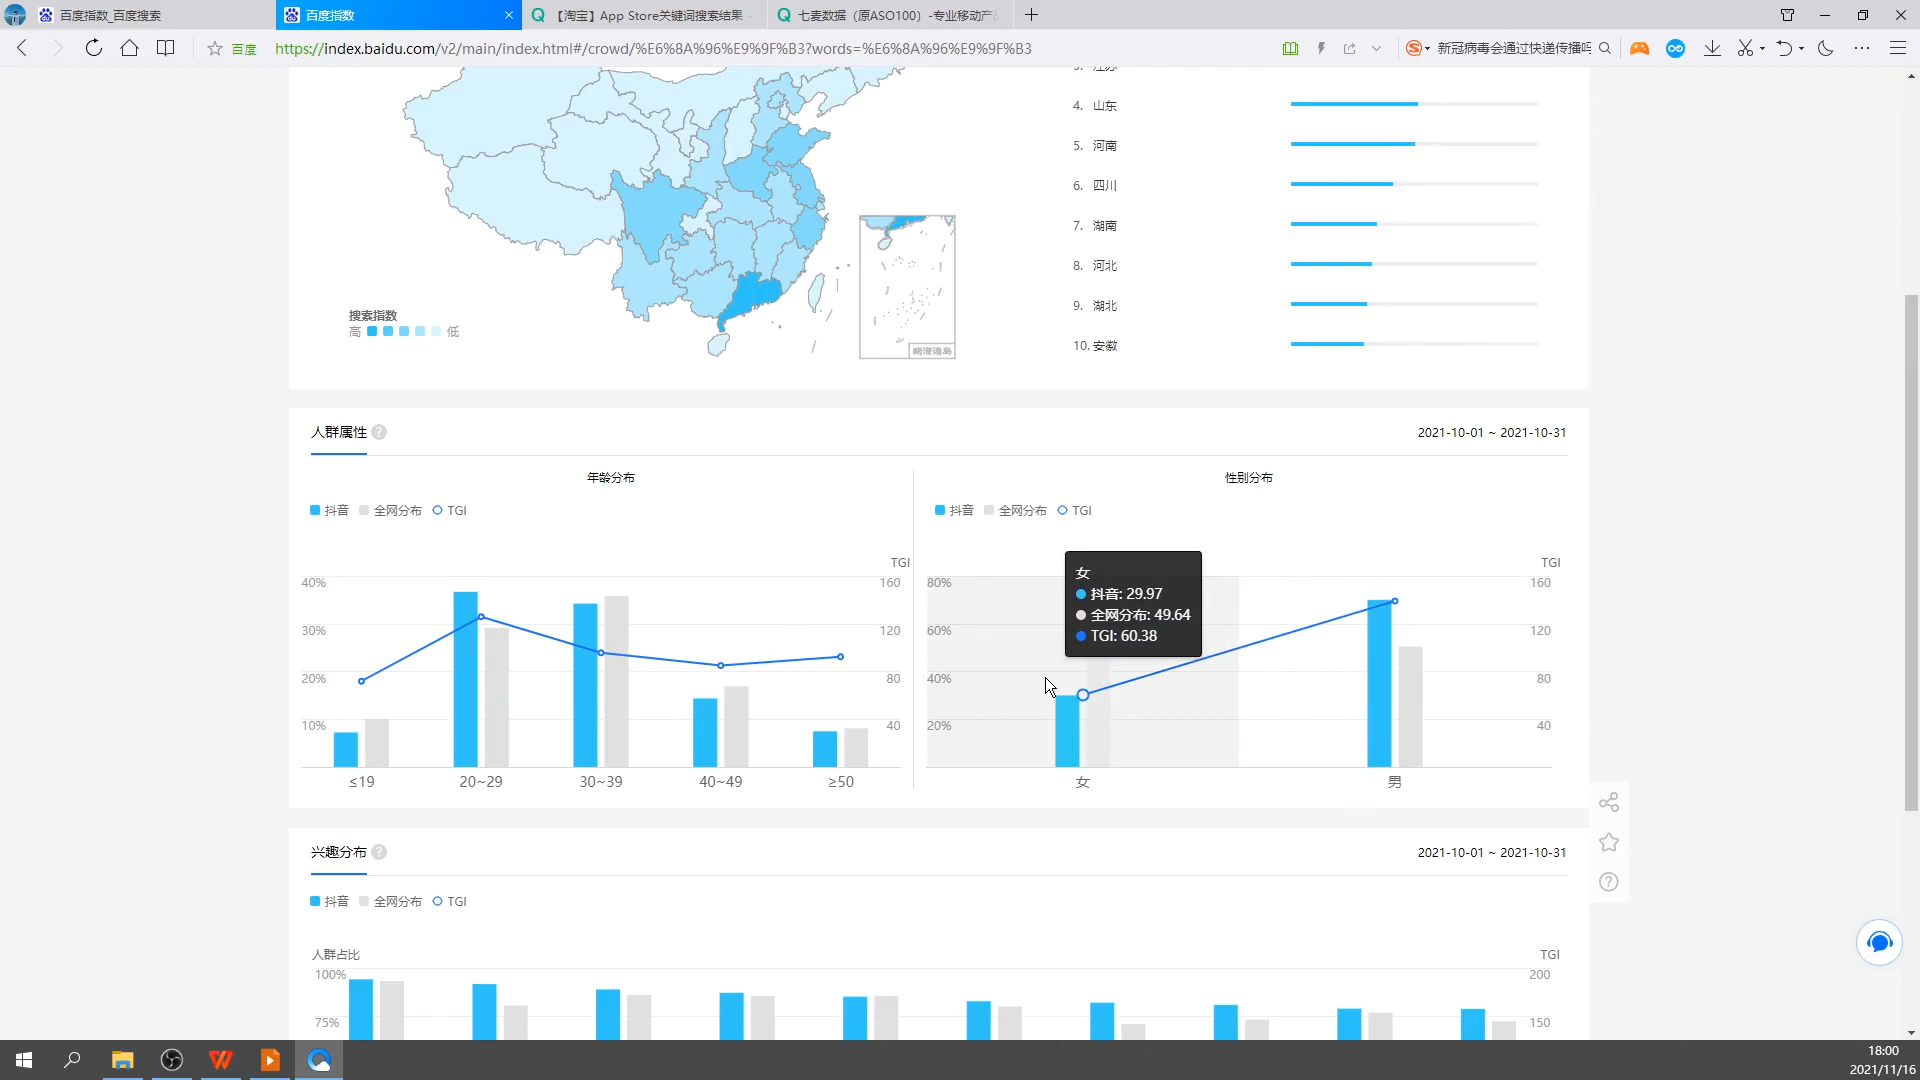 百度指数_百度搜索
百度指数
【淘宝】App Store关键词搜索结果
七麦数据（原ASO100）-专业移动产品
百度
https://index.baidu.com/v2/main/index.html#/crowd/%E6%8A%96%E9%9F%B3?words=%E6%8A%96%E9%9F%B3
新冠病毒会通过快递传播吗
3. 江苏
4. 山东
5. 河南
6. 四川
7. 湖南
8. 河北
9. 湖北
10. 安徽
搜索指数
高 低
南海诸岛
人群属性 ?
2021-10-01 ~ 2021-10-31
年龄分布
抖音 全网分布 TGI
TGI
40% 160
30% 120
20% 80
10% 40
≤19 20~29 30~39 40~49 ≥50
性别分布
抖音 全网分布 TGI
TGI
80% 160
60% 120
40% 80
20% 40
女
抖音: 29.97
全网分布: 49.64
TGI: 60.38
女 男
兴趣分布 ?
2021-10-01 ~ 2021-10-31
抖音 全网分布 TGI
人群占比 TGI
100% 200
75% 150
18:00
2021/11/16